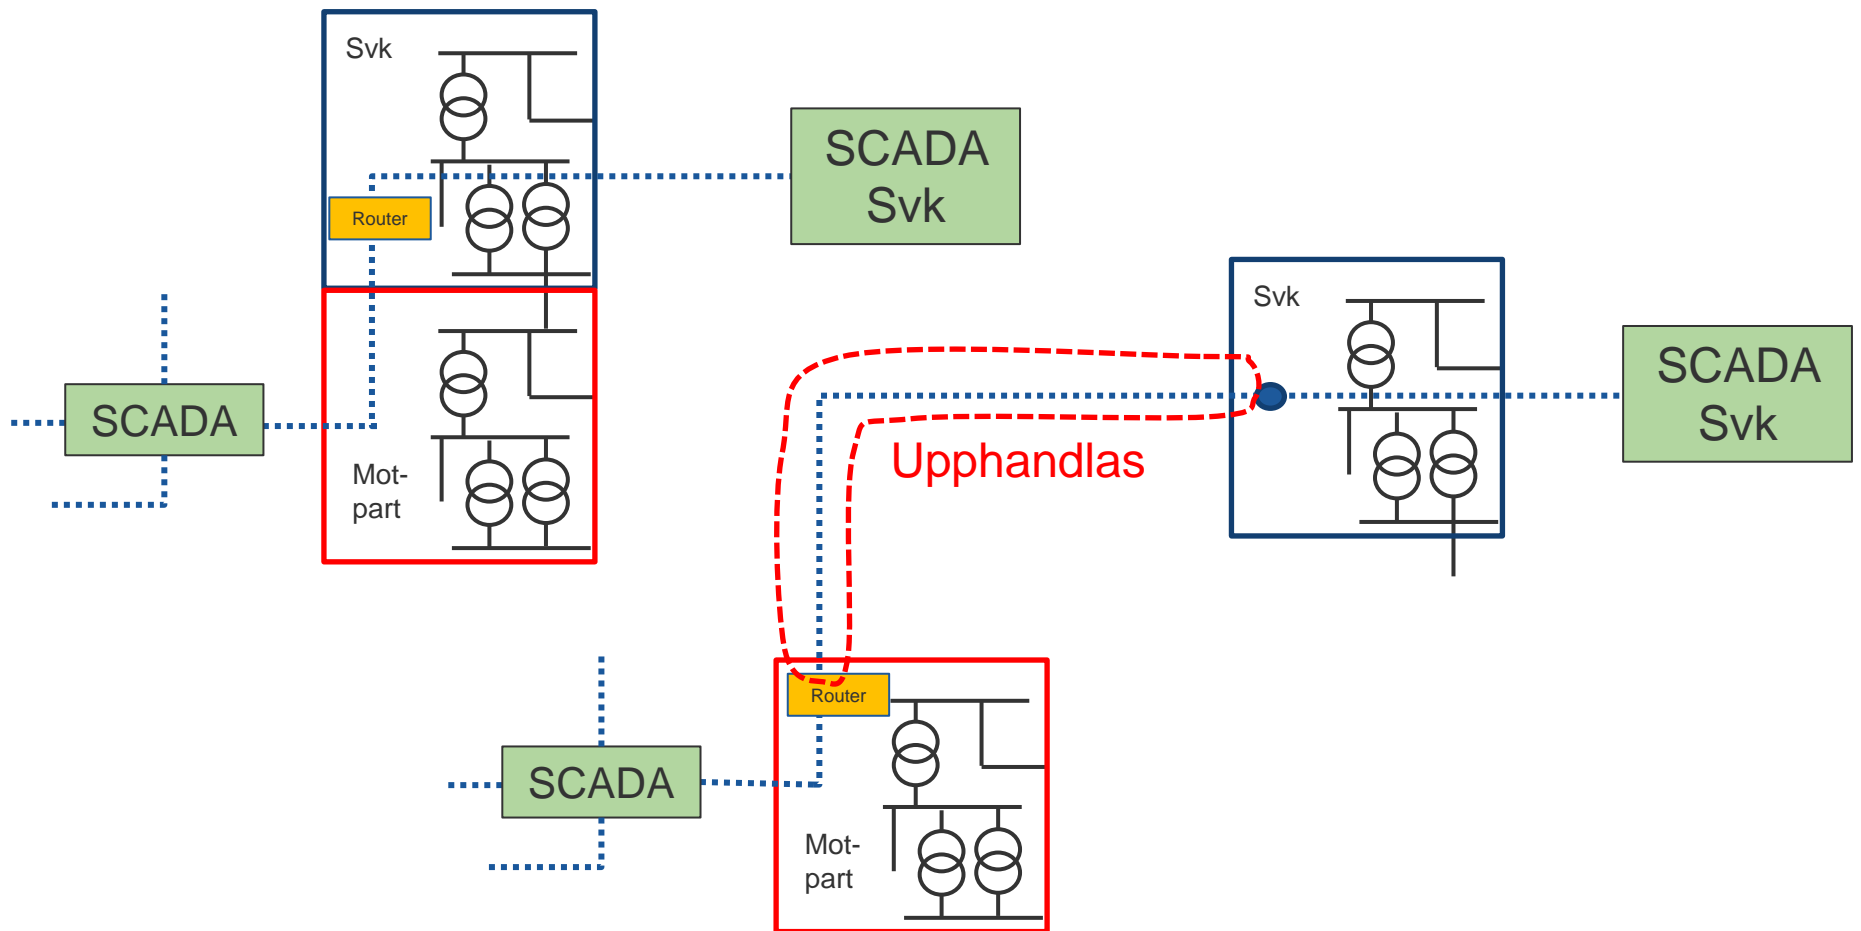 Svk
SCADA
Svk
Router
SCADA
Mot-
part
Svk
SCADA
Svk
Upphandlas
Router
SCADA
Mot-
part